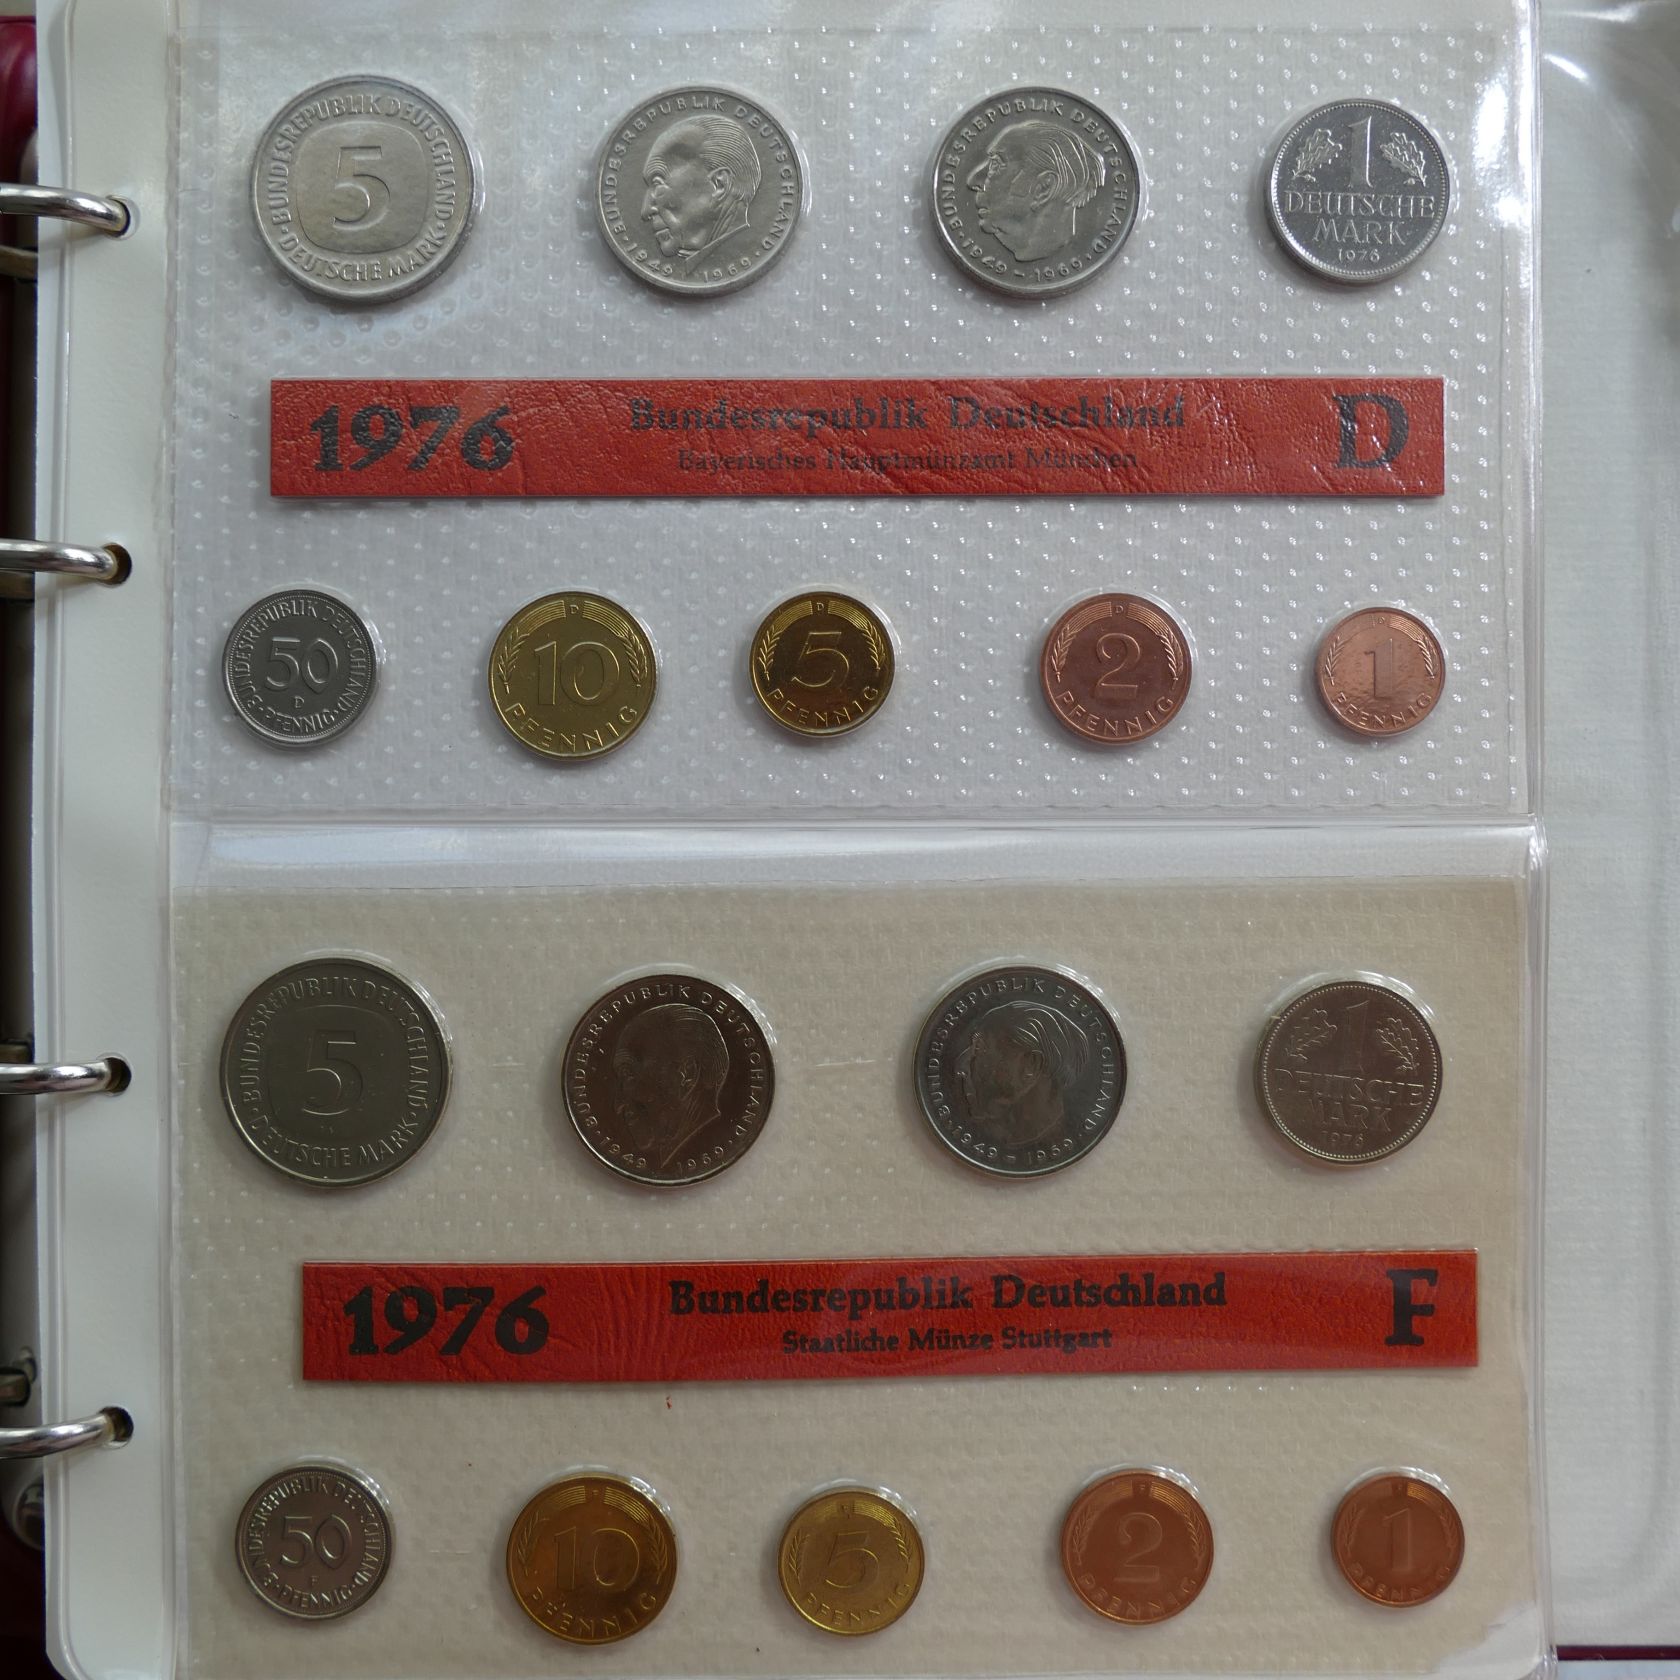 BUNDESREPUBLIK DEUTSCHLAND
5
DEUTSCHE MARK
BUNDESREPUBLIK DEUTSCHLAND
1949 1969
BUNDESREPUBLIK DEUTSCHLAND
1949 - 1969
1
DEUTSCHE
MARK
1976
1976
Bundesrepublik Deutschland
Bayerisches Hauptmünzamt München
D
BUNDESREPUBLIK DEUTSCHLAND
50
D
PFENNIG
D
10
PFENNIG
D
5
PFENNIG
D
2
PFENNIG
D
1
PFENNIG
BUNDESREPUBLIK DEUTSCHLAND
5
DEUTSCHE MARK
BUNDESREPUBLIK DEUTSCHLAND
1949 1969
BUNDESREPUBLIK DEUTSCHLAND
1949 - 1969
1
DEUTSCHE
MARK
1976
1976
Bundesrepublik Deutschland
Staatliche Münze Stuttgart
F
BUNDESREPUBLIK DEUTSCHLAND
50
F
PFENNIG
F
10
PFENNIG
F
5
PFENNIG
F
2
PFENNIG
F
1
PFENNIG